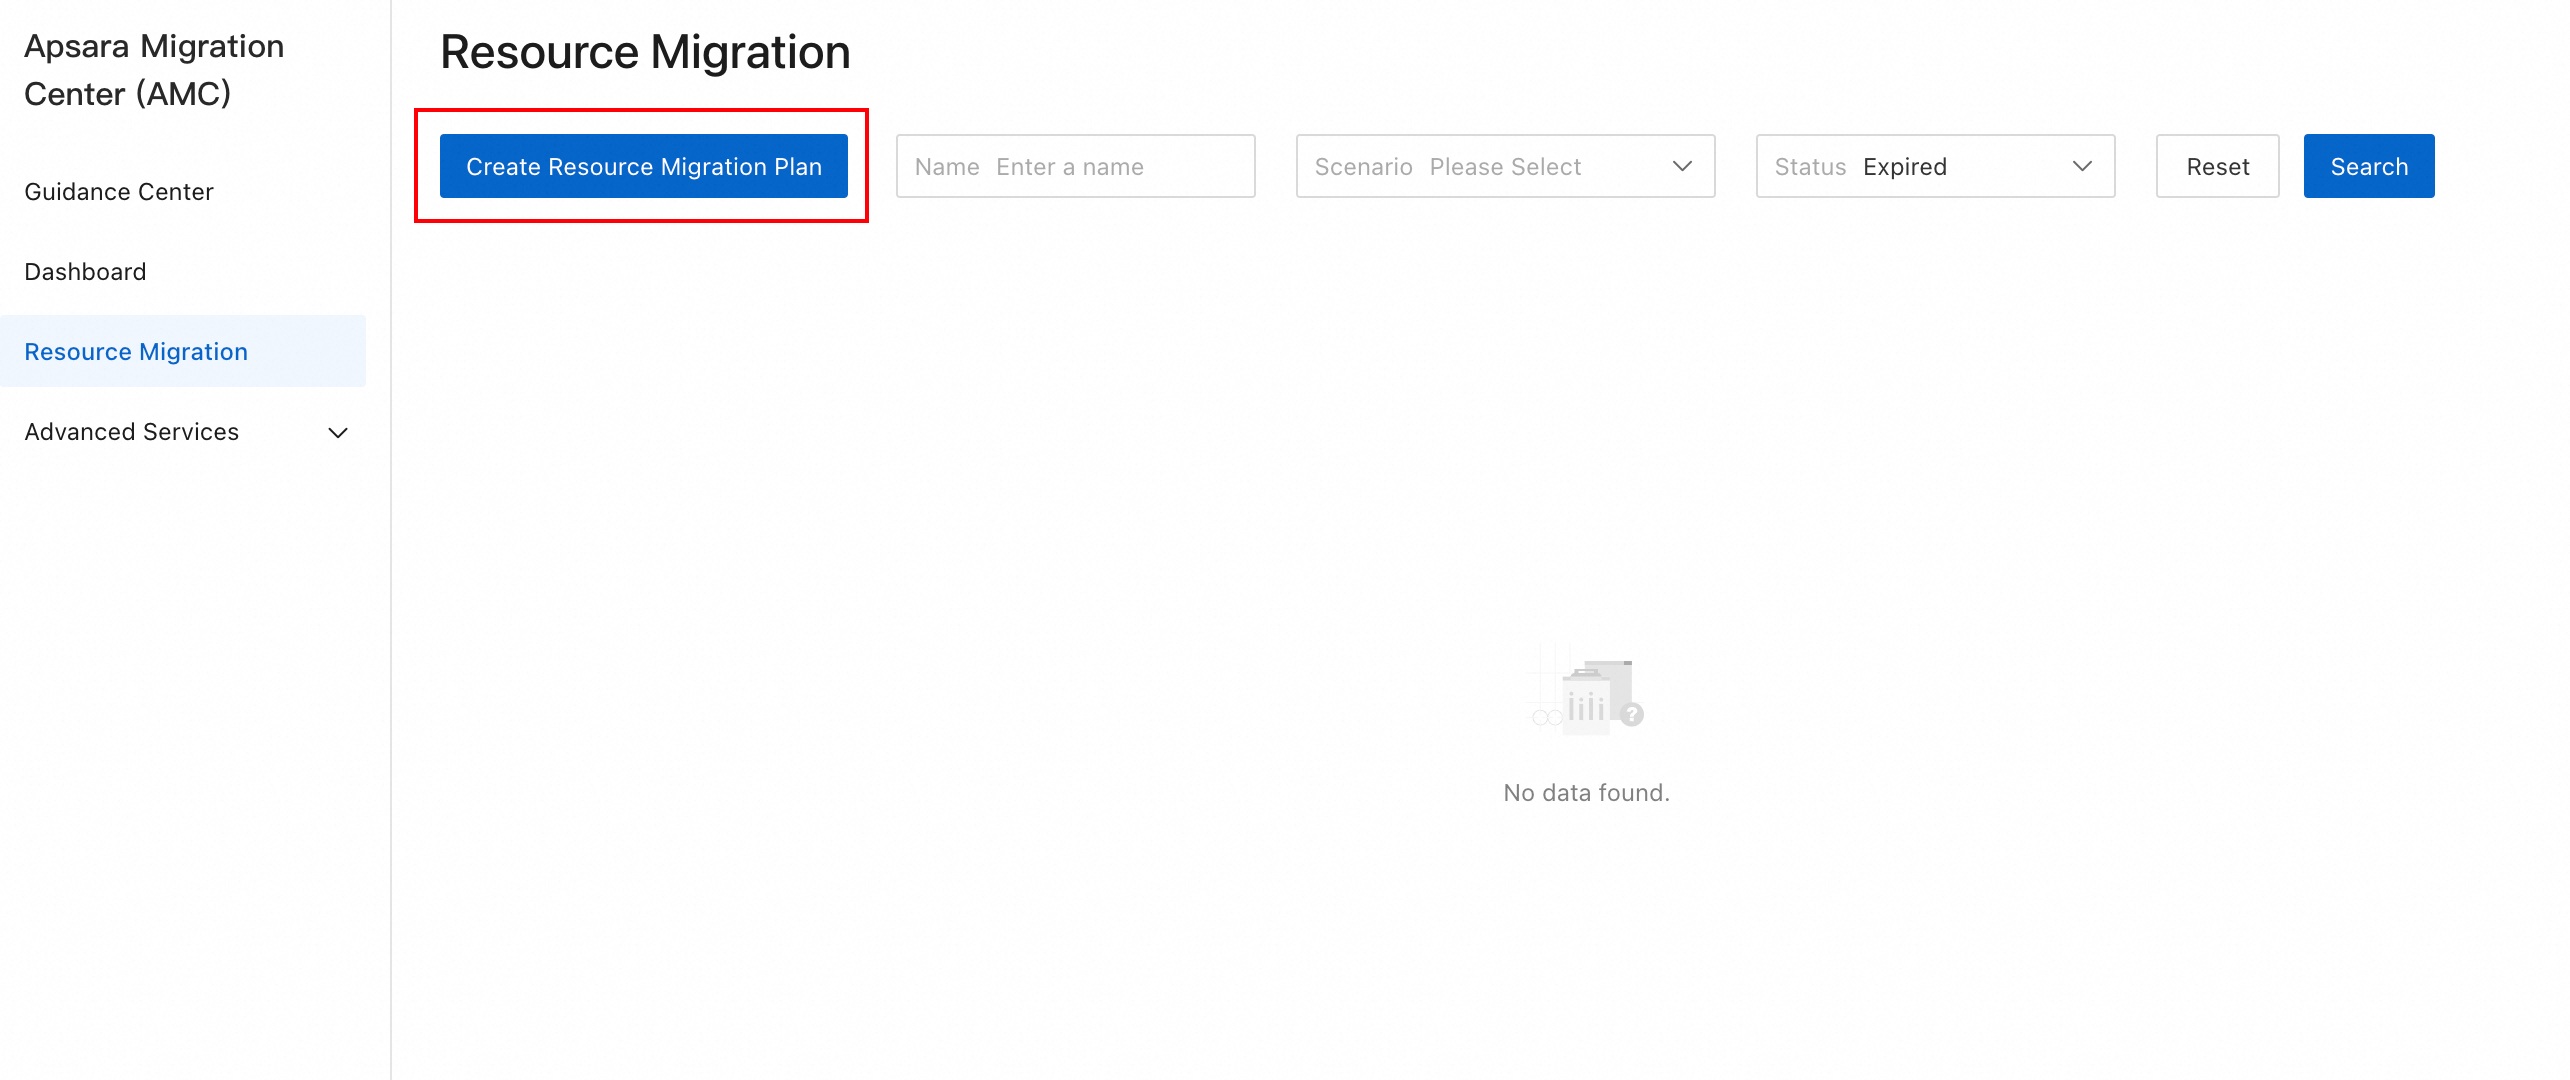 Apsara Migration
Center (AMC)
Guidance Center
Dashboard
Resource Migration
Advanced Services
Resource Migration
Create Resource Migration Plan
Name Enter a name
Scenario Please Select
Status Expired
Reset
Search
?
No data found.